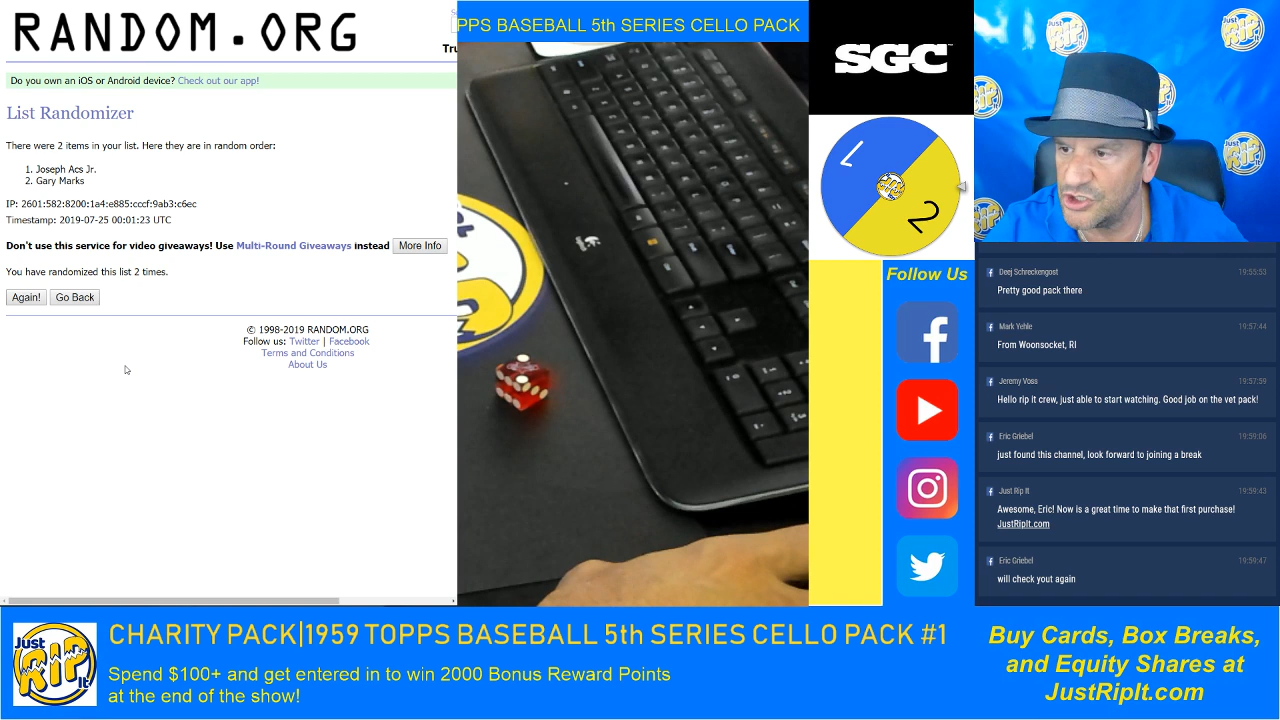 RANDOM.ORG
Tru
Do you own an iOS or Android device? Check out our app!
List Randomizer
There were 2 items in your list. Here they are in random order:
1. Joseph Acs Jr.
2. Gary Marks
IP: 2601:582:8200:1a4:e885:cccf:9ab3:c6ec
Timestamp: 2019-07-25 00:01:23 UTC
Don't use this service for video giveaways! Use Multi-Round Giveaways instead More Info
You have randomized this list 2 times.
Again! Go Back
© 1998-2019 RANDOM.ORG
Follow us: Twitter | Facebook
Terms and Conditions
About Us
PPS BASEBALL 5th SERIES CELLO PACK
SGC
1
2
Follow Us
Deej Schreckengost 19:55:53
Pretty good pack there
Mark Yehle 19:57:44
From Woonsocket, RI
Jeremy Voss 19:57:59
Hello rip it crew, just able to start watching. Good job on the vet pack!
Eric Griebel 19:59:06
just found this channel, look forward to joining a break
Just Rip It 19:59:43
Awesome, Eric! Now is a great time to make that first purchase!
JustRipIt.com
Eric Griebel 19:59:47
will check yout again
Just
RIP
It!
CHARITY PACK|1959 TOPPS BASEBALL 5th SERIES CELLO PACK #1
Spend $100+ and get entered in to win 2000 Bonus Reward Points
at the end of the show!
Buy Cards, Box Breaks,
and Equity Shares at
JustRipIt.com